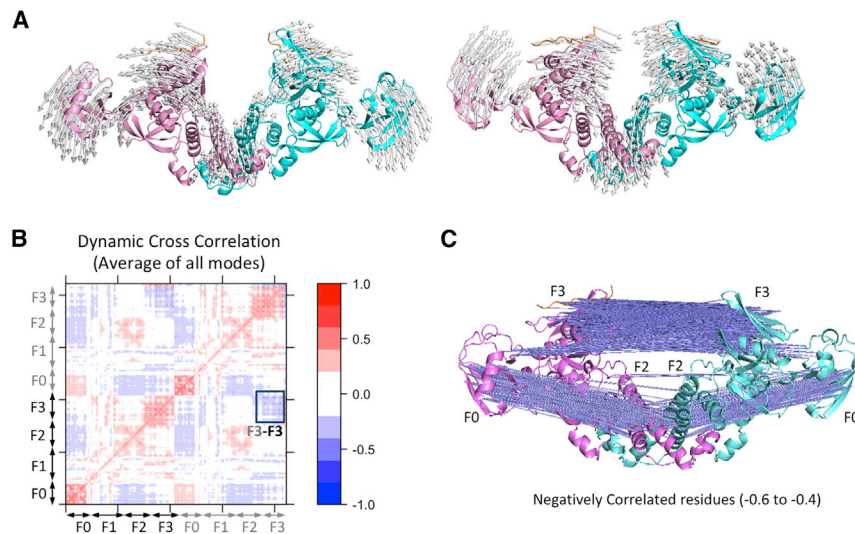 A
B
Dynamic Cross Correlation
(Average of all modes)
F3
F2
F1
F0
F3
F2
F1
F0
F3-F3
F0 F1 F2 F3 F0 F1 F2 F3
1.0
0.5
0.0
-0.5
-1.0
C
F3 F3
F2 F2
F0 F0
Negatively Correlated residues (-0.6 to -0.4)